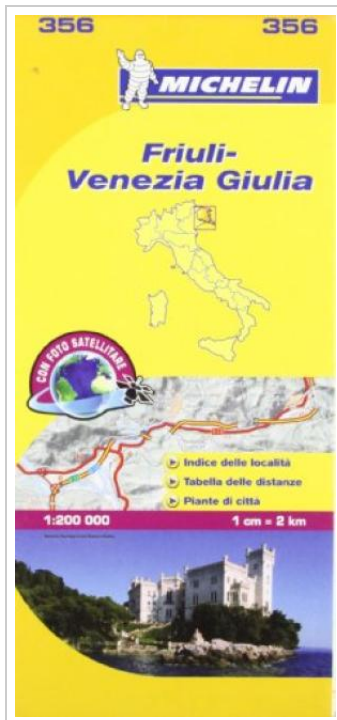 356 356
MICHELIN
Friuli-
Venezia Giulia
CON FOTO SATELLITARE
Indice delle località
Tabella delle distanze
Piante di città
1:200 000 1 cm = 2 km